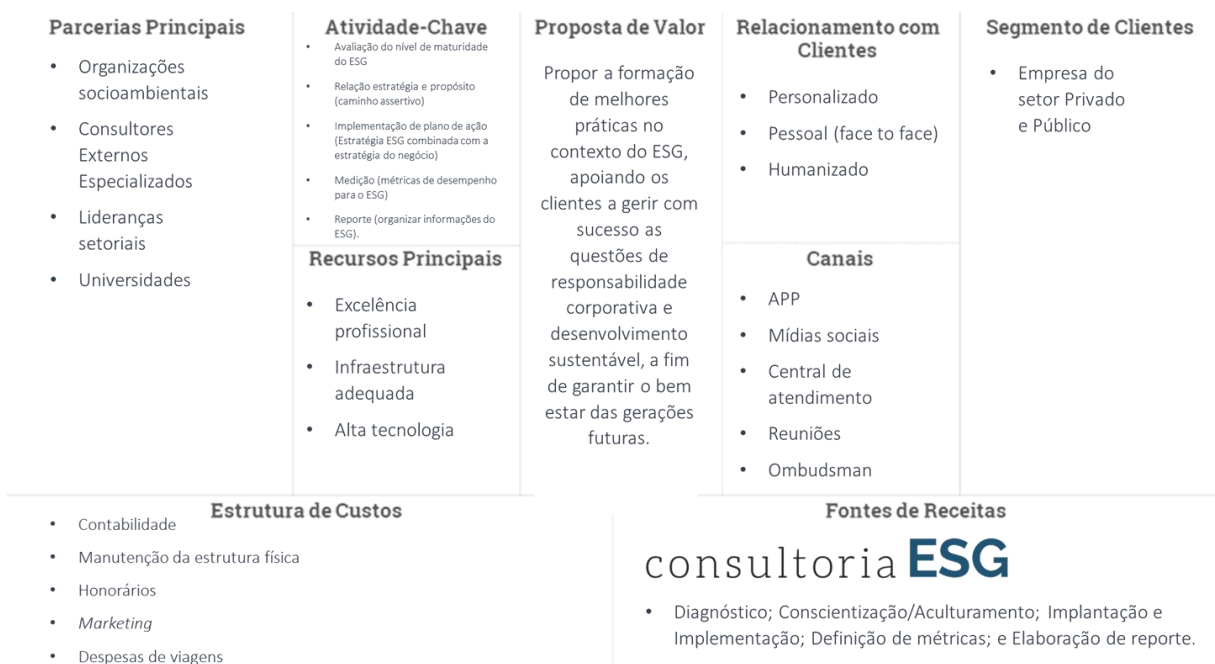 Parcerias Principais
• Organizações
socioambientais
• Consultores
Externos
Especializados
• Lideranças
setoriais
• Universidades
Atividade-Chave
• Avaliação do nível de maturidade
do ESG
• Relação estratégia e propósito
(caminho assertivo)
• Implementação de plano de ação
(Estratégia ESG combinada com a
estratégia do negócio)
• Medição (métricas de desempenho
para o ESG)
• Reporte (organizar informações do
ESG).
Recursos Principais
• Excelência
profissional
• Infraestrutura
adequada
• Alta tecnologia
Proposta de Valor
Propor a formação
de melhores
práticas no
contexto do ESG,
apoiando os
clientes a gerir com
sucesso as
questões de
responsabilidade
corporativa e
desenvolvimento
sustentável, a fim
de garantir o bem
estar das gerações
futuras.
Relacionamento com
Clientes
• Personalizado
• Pessoal (face to face)
• Humanizado
Canais
• APP
• Mídias sociais
• Central de
atendimento
• Reuniões
• Ombudsman
Segmento de Clientes
• Empresa do
setor Privado
e Público
Estrutura de Custos
• Contabilidade
• Manutenção da estrutura física
• Honorários
• Marketing
• Despesas de viagens
Fontes de Receitas
consultoria ESG
• Diagnóstico; Conscientização/Aculturamento; Implantação e
Implementação; Definição de métricas; e Elaboração de reporte.